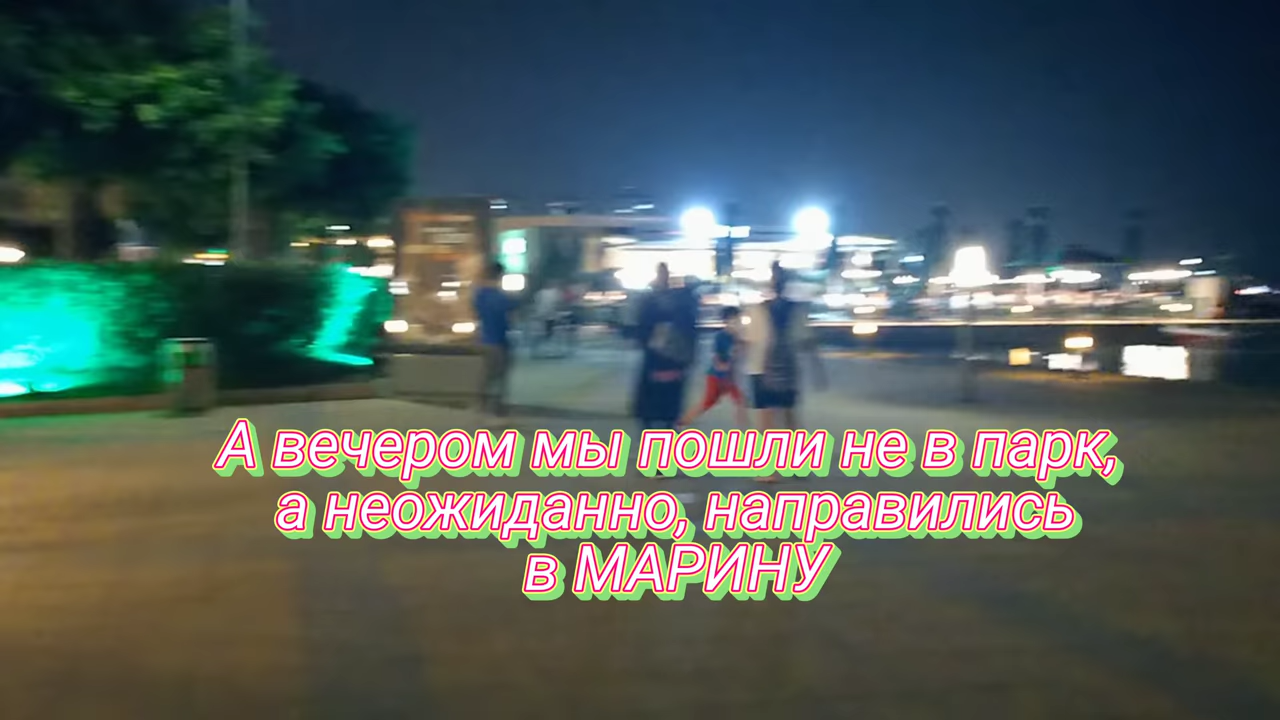 А вечером мы пошли не в парк,
а неожиданно, направились
в МАРИНУ